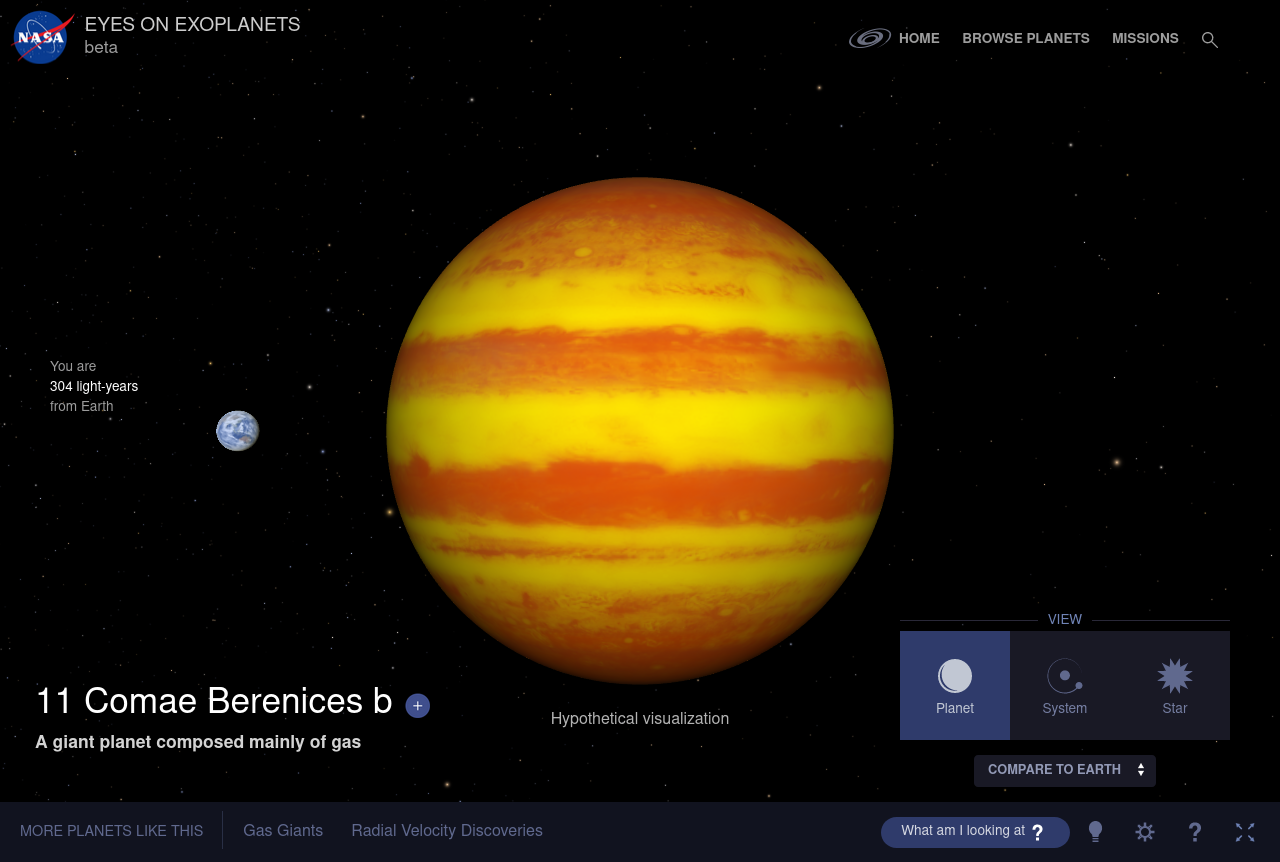 NASA
EYES ON EXOPLANETS
beta
HOME
BROWSE PLANETS
MISSIONS
You are
304 light-years
from Earth
VIEW
Planet
System
Star
11 Comae Berenices b +
A giant planet composed mainly of gas
Hypothetical visualization
COMPARE TO EARTH
MORE PLANETS LIKE THIS
Gas Giants
Radial Velocity Discoveries
What am I looking at ?
?